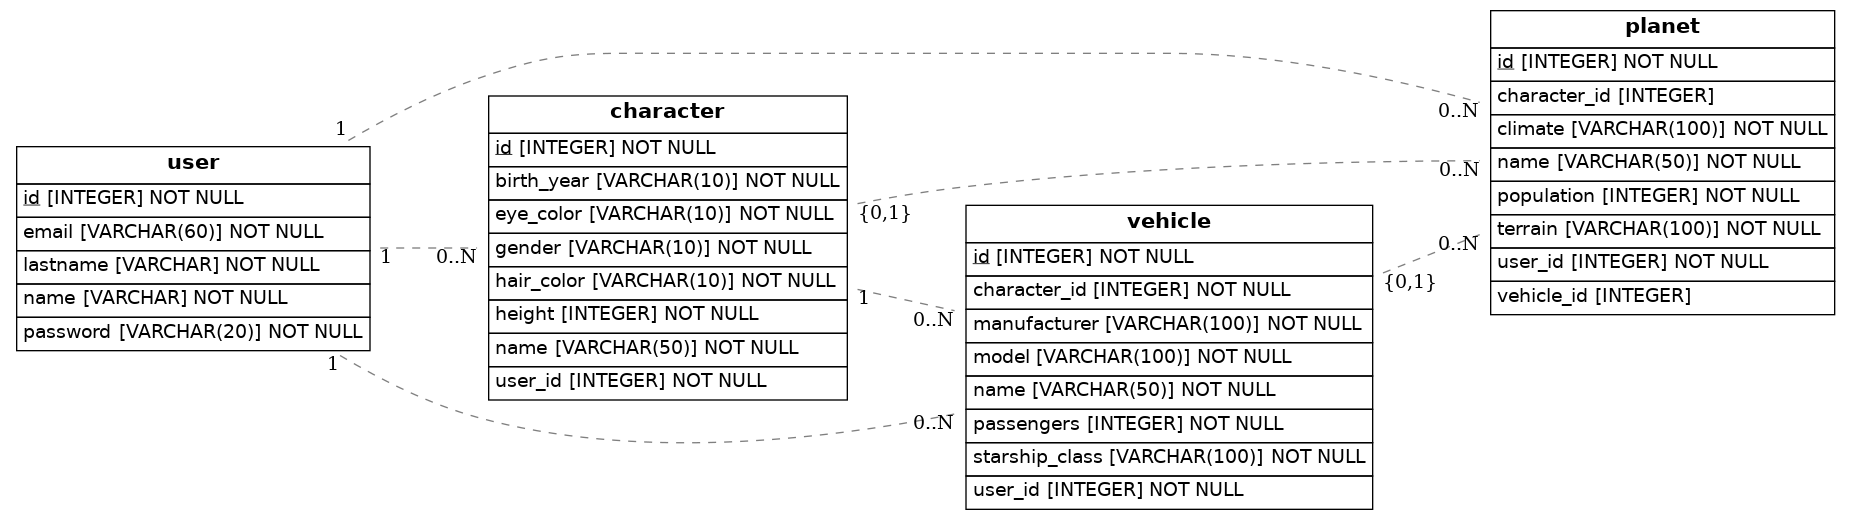 user
id [INTEGER] NOT NULL
email [VARCHAR(60)] NOT NULL
lastname [VARCHAR] NOT NULL
name [VARCHAR] NOT NULL
password [VARCHAR(20)] NOT NULL
character
id [INTEGER] NOT NULL
birth_year [VARCHAR(10)] NOT NULL
eye_color [VARCHAR(10)] NOT NULL
gender [VARCHAR(10)] NOT NULL
hair_color [VARCHAR(10)] NOT NULL
height [INTEGER] NOT NULL
name [VARCHAR(50)] NOT NULL
user_id [INTEGER] NOT NULL
vehicle
id [INTEGER] NOT NULL
character_id [INTEGER] NOT NULL
manufacturer [VARCHAR(100)] NOT NULL
model [VARCHAR(100)] NOT NULL
name [VARCHAR(50)] NOT NULL
passengers [INTEGER] NOT NULL
starship_class [VARCHAR(100)] NOT NULL
user_id [INTEGER] NOT NULL
planet
id [INTEGER] NOT NULL
character_id [INTEGER]
climate [VARCHAR(100)] NOT NULL
name [VARCHAR(50)] NOT NULL
population [INTEGER] NOT NULL
terrain [VARCHAR(100)] NOT NULL
user_id [INTEGER] NOT NULL
vehicle_id [INTEGER]
1
0..N
1
0..N
1
0..N
{0,1}
0..N
1
0..N
{0,1}
0..N